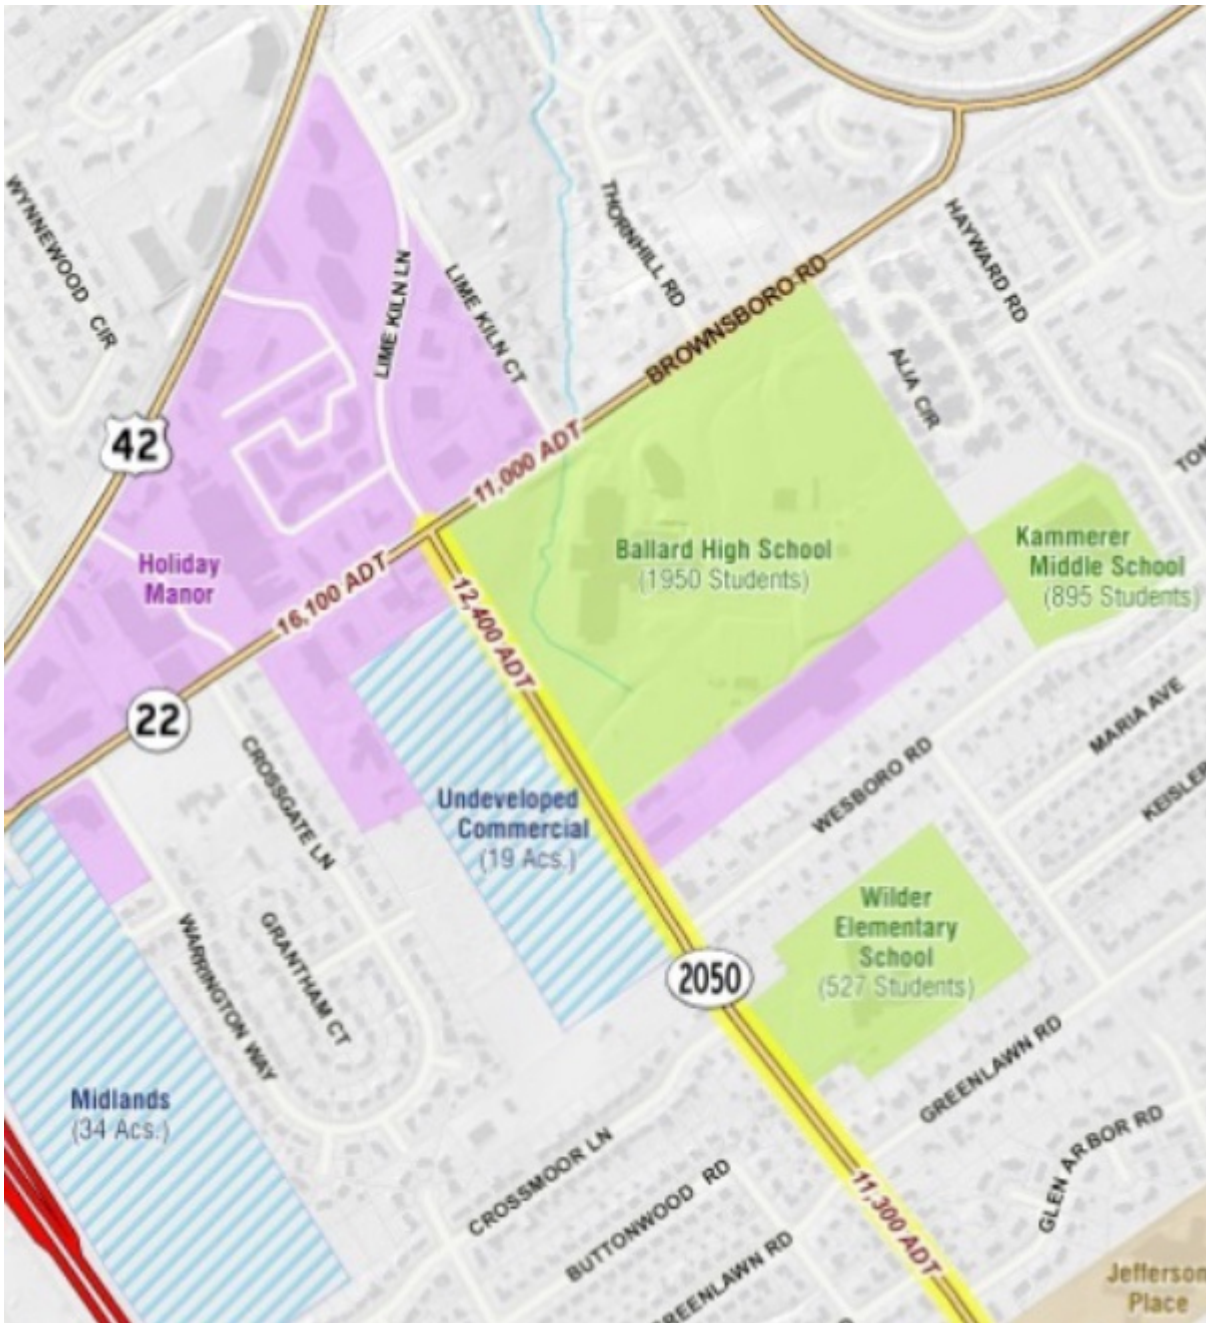 WYNNEWOOD CIR
THORNHILL RD
HAYWARD RD
LIME KILN LN
LIME KILN CT
BROWNSBORO RD
ALIA CIR
42
11,000 ADT
Holiday
Manor
16,100 ADT
12,400 ADT
Ballard High School
(1950 Students)
Kammerer
Middle School
(895 Students)
22
CROSSGATE LN
MARIA AVE
WESBORO RD
KEISLER
Undeveloped
Commercial
(19 Acs.)
Wilder
Elementary
School
(527 Students)
WARRINGTON WAY
GRANTHAM CT
2050
GREENLAWN RD
Midlands
(34 Acs.)
CROSSMOOR LN
BUTTONWOOD RD
GLEN ARBOR RD
11,300 ADT
REENLAWN RD
Jefferson
Place